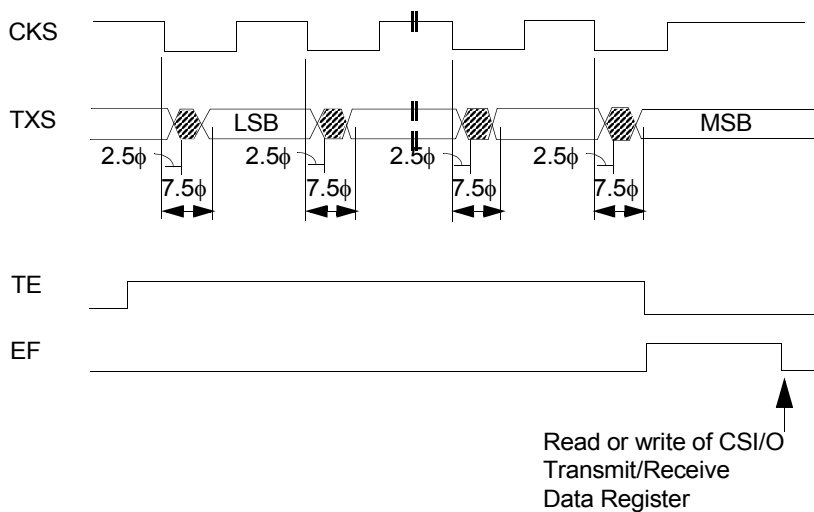 CKS
TXS
LSB
MSB
2.5ϕ
2.5ϕ
2.5ϕ
2.5ϕ
7.5ϕ
7.5ϕ
7.5ϕ
7.5ϕ
TE
EF
Read or write of CSI/O
Transmit/Receive
Data Register